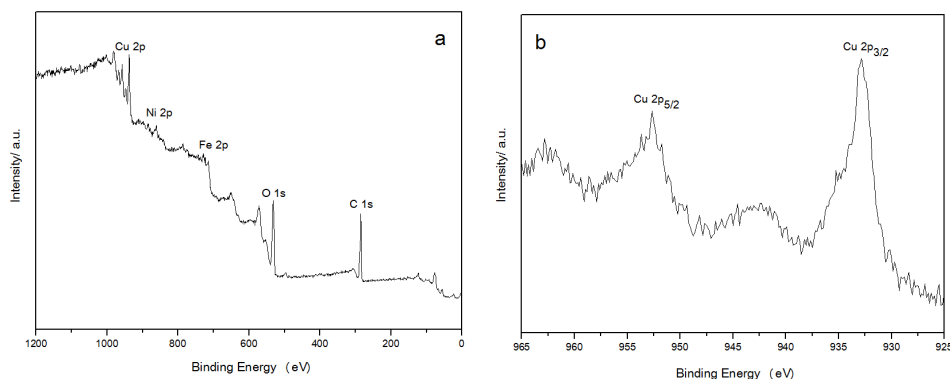 a
Cu 2p
Ni 2p
Fe 2p
O 1s
C 1s
Intensity/ a.u.
1200 1000 800 600 400 200 0
Binding Energy （eV）
b
Cu 2p3/2
Cu 2p5/2
Intensity/ a.u.
965 960 955 950 945 940 935 930 925
Binding Energy （eV）